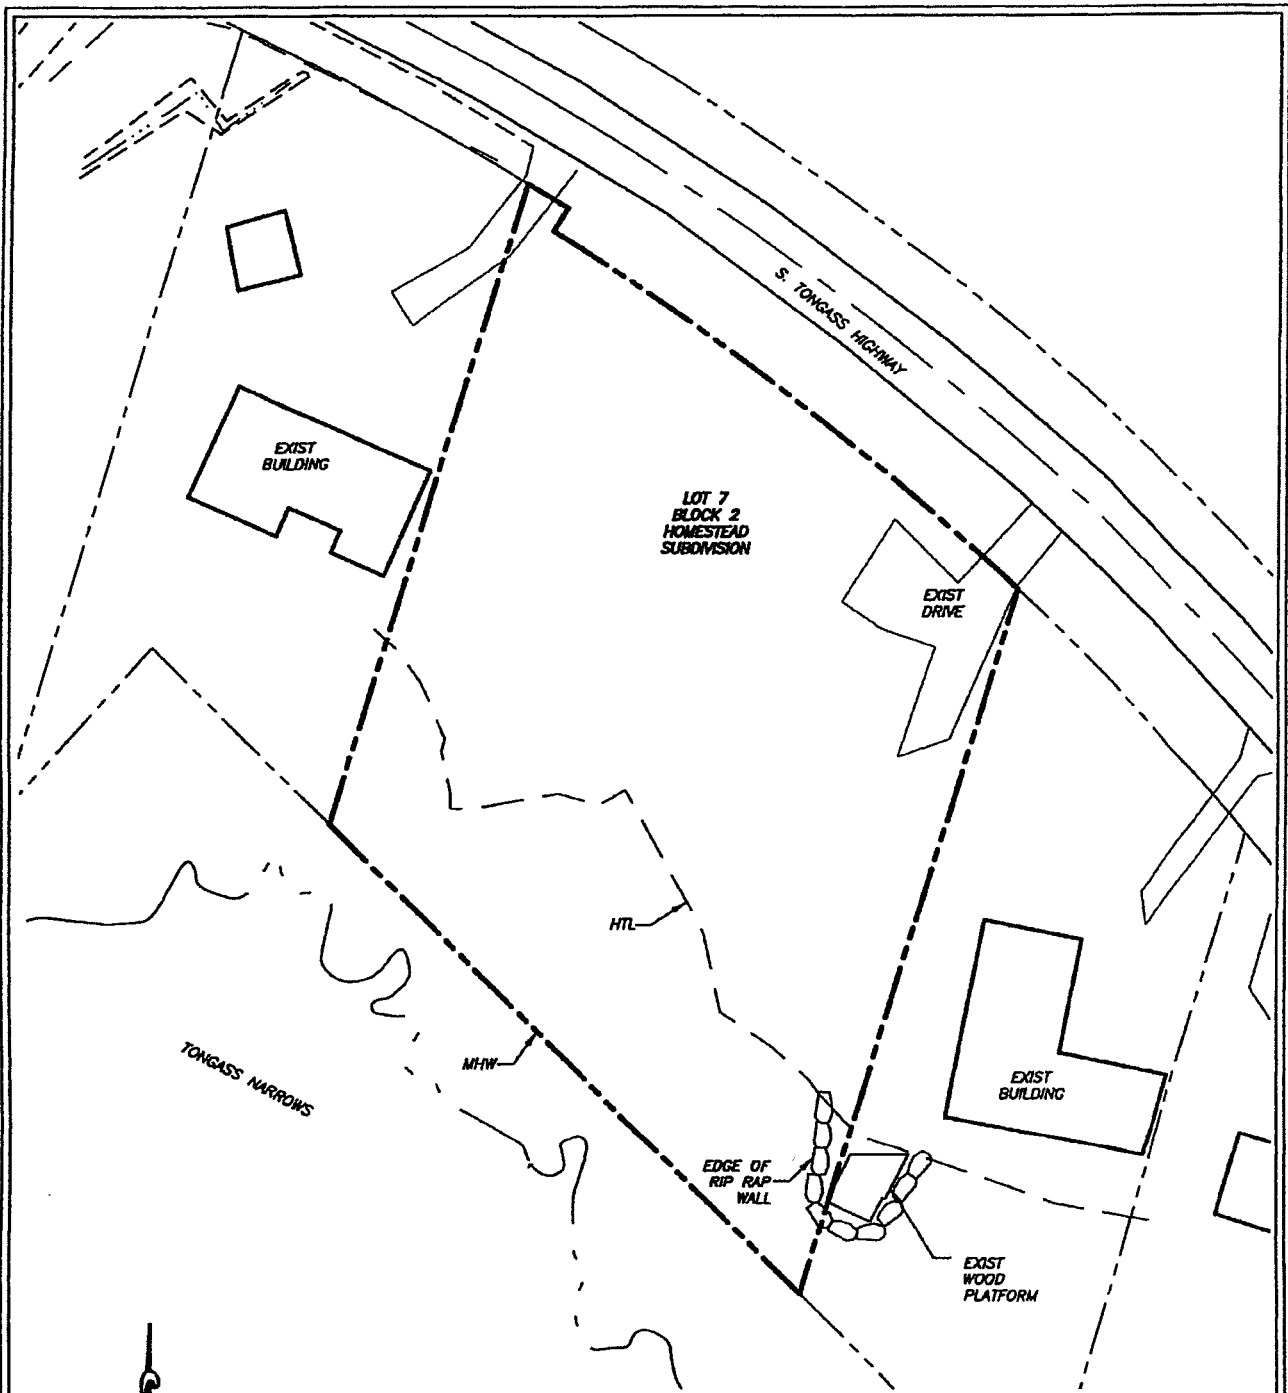 S. TONGASS HIGHWAY
EXIST
BUILDING
LOT 7
BLOCK 2
HOMESTEAD
SUBDIVISION
EXIST
DRIVE
HTL
MHW
TONGASS NARROWS
EXIST
BUILDING
EDGE OF
RIP RAP
WALL
EXIST
WOOD
PLATFORM